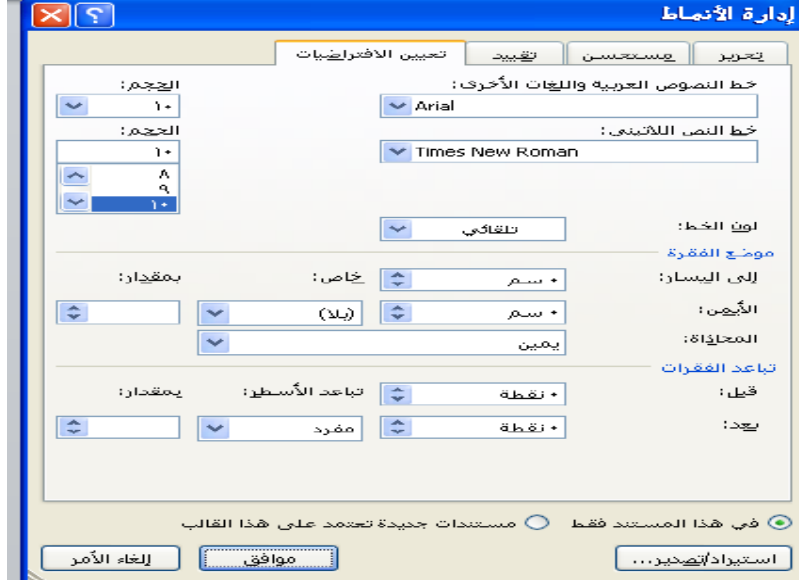 إدارة الأنماط
تحرير مستحسن تقييد تعيين الافتراضيات
خط النصوص العربية واللغات الأخرى: الحجم:
Arial ١٠
خط النص اللاتيني: الحجم:
Times New Roman ١٠
٨
٩
١٠
لون الخط: تلقائي
موضع الفقرة
إلى اليسار: ٠ سم خاص: بمقدار:
الأيمن: ٠ سم (بلا)
المحاذاة: يمين
تباعد الفقرات
قبل: ٠ نقطة تباعد الأسطر: بمقدار:
بعد: ٠ نقطة مفرد
في هذا المستند فقط مستندات جديدة تعتمد على هذا القالب
استيراد/تصدير... موافق إلغاء الأمر